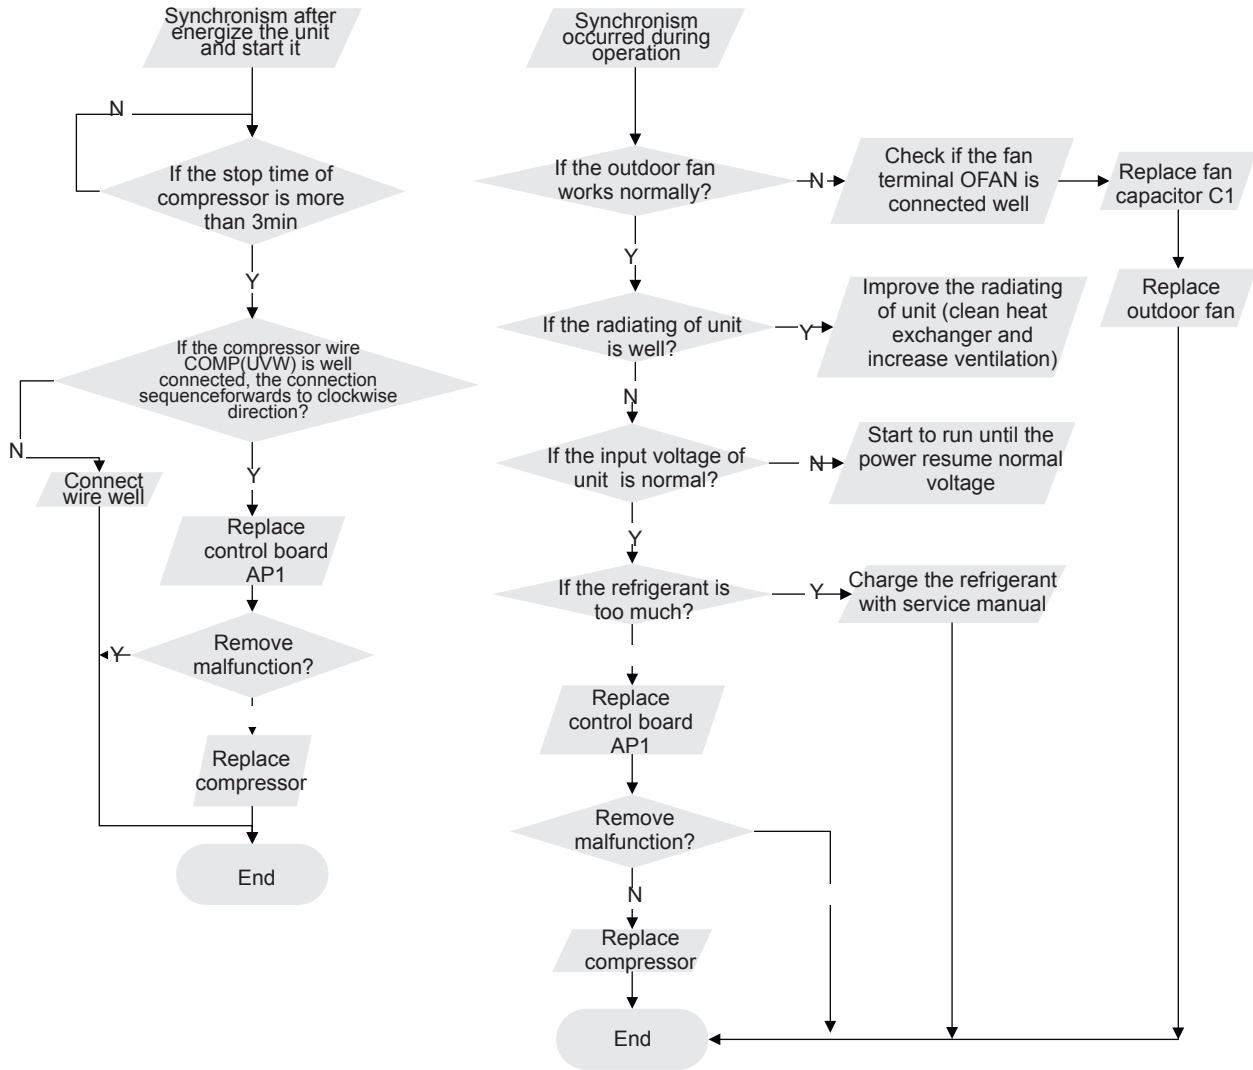 Synchronism after
energize the unit
and start it
N
If the stop time of
compressor is more
than 3min
Y
If the compressor wire
COMP(UVW) is well
connected, the connection
sequenceforwards to clockwise
direction?
N
Connect
wire well
Y
Replace
control board
AP1
Remove
malfunction?
Y
Replace
compressor
End
Synchronism
occurred during
operation
If the outdoor fan
works normally?
N
Check if the fan
terminal OFAN is
connected well
Replace fan
capacitor C1
Replace
outdoor fan
Y
If the radiating of unit
is well?
Y
Improve the radiating
of unit (clean heat
exchanger and
increase ventilation)
N
If the input voltage of
unit is normal?
N
Start to run until the
power resume normal
voltage
Y
If the refrigerant is
too much?
Y
Charge the refrigerant
with service manual
Replace
control board
AP1
Remove
malfunction?
N
Replace
compressor
End